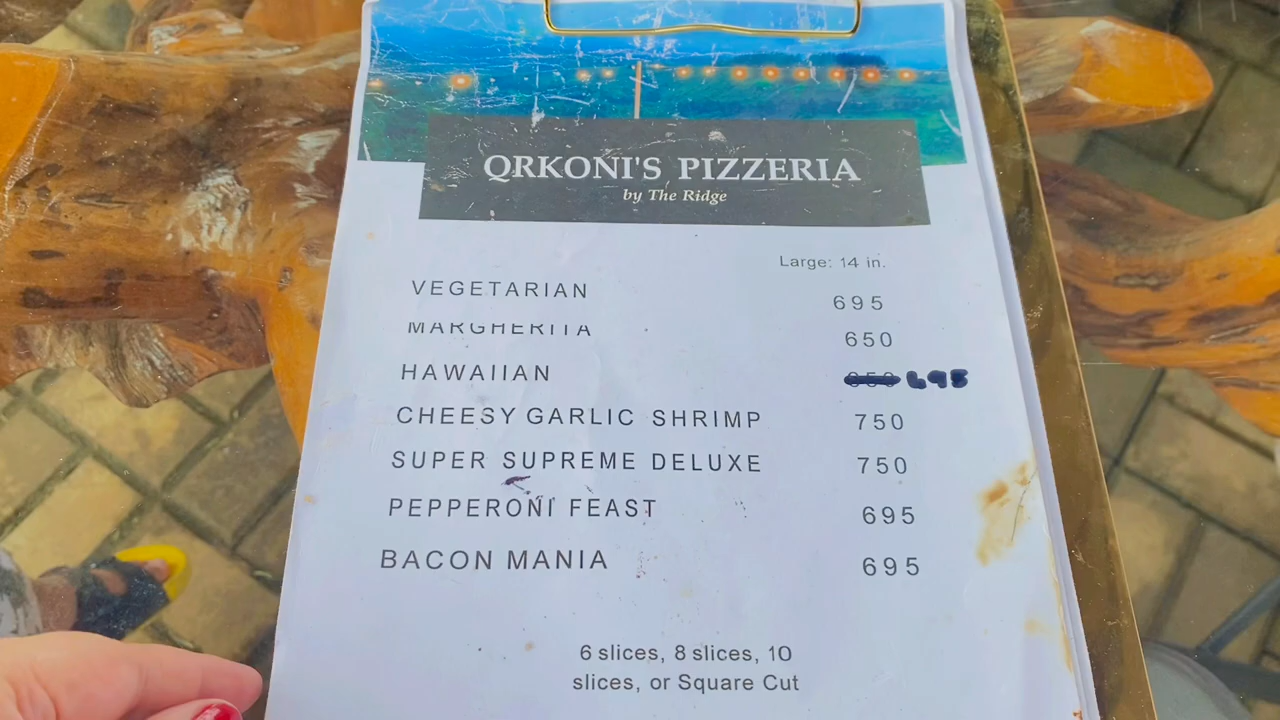 QRKONI'S PIZZERIA
by The Ridge
Large: 14 in.
VEGETARIAN 695
MARGHERITA 650
HAWAIIAN 695
CHEESY GARLIC SHRIMP 750
SUPER SUPREME DELUXE 750
PEPPERONI FEAST 695
BACON MANIA 695
6 slices, 8 slices, 10
slices, or Square Cut